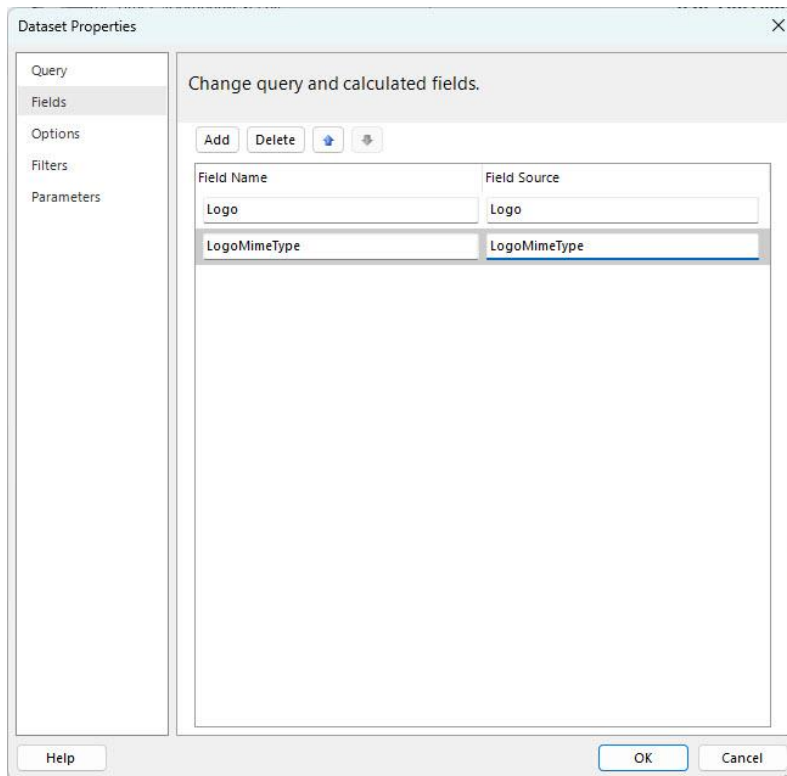 Dataset Properties
Query
Fields
Options
Filters
Parameters
Change query and calculated fields.
Add Delete
Field Name Field Source
Logo Logo
LogoMimeType LogoMimeType
Help OK Cancel